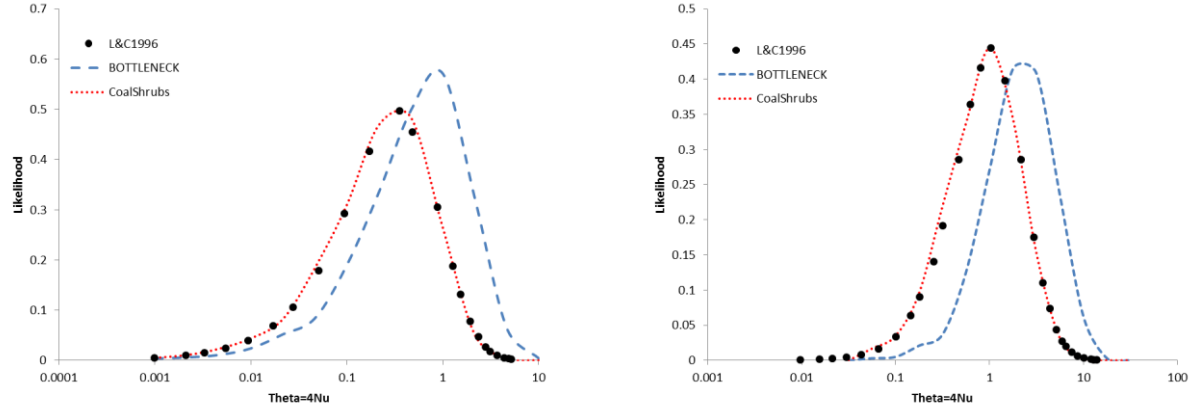 0.7
0.6
0.5
0.4
0.3
0.2
0.1
0
Likelihood
L&C1996
BOTTLENECK
CoalShrubs
0.0001 0.001 0.01 0.1 1 10
Theta=4Nu
0.5
0.45
0.4
0.35
0.3
0.25
0.2
0.15
0.1
0.05
0
Likelihood
L&C1996
BOTTLENECK
CoalShrubs
0.001 0.01 0.1 1 10 100
Theta=4Nu